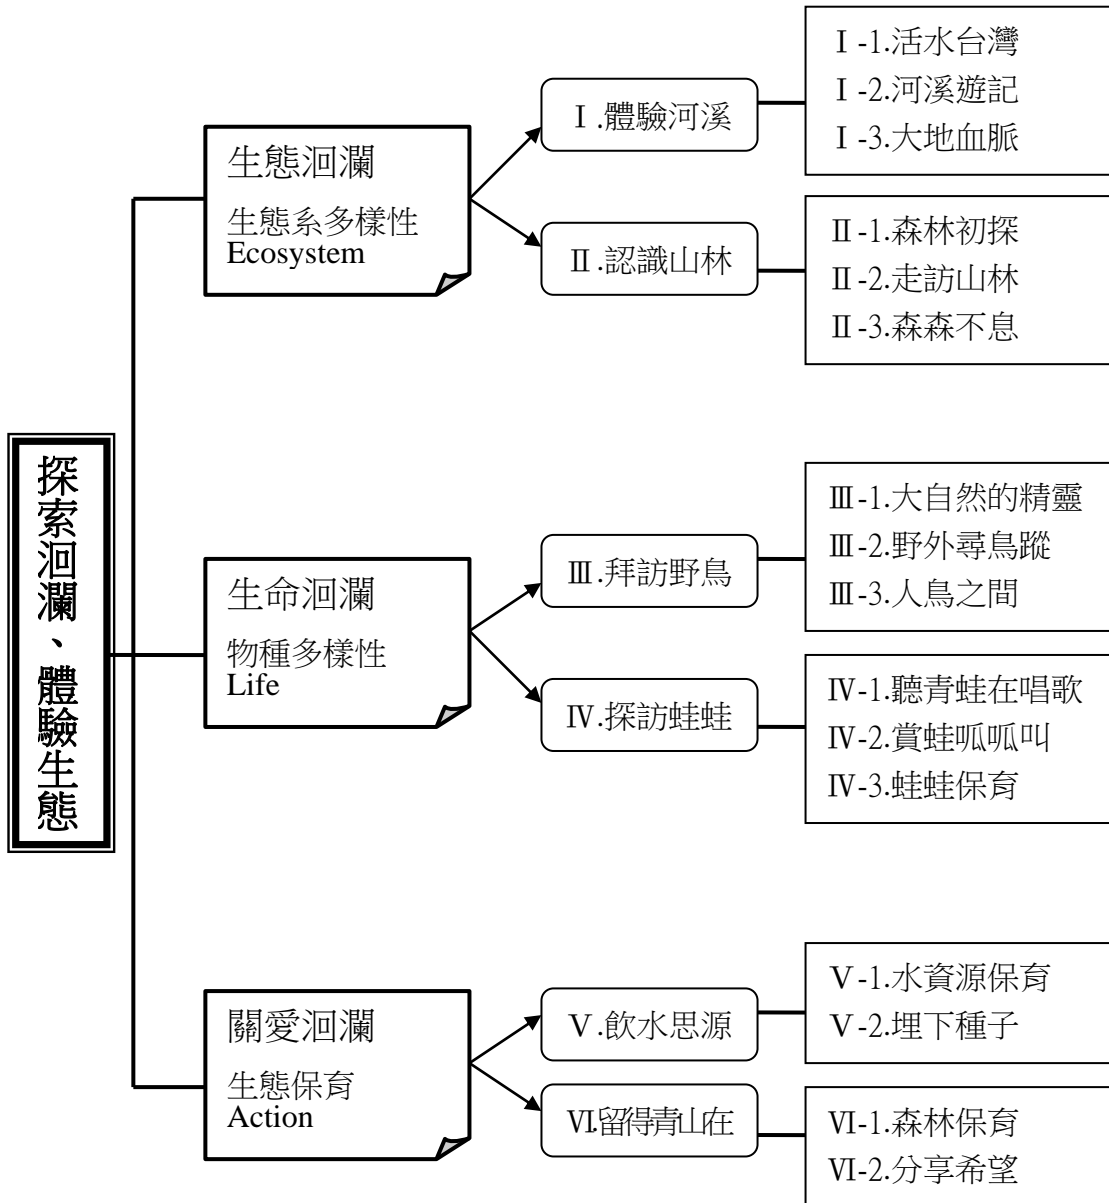 探索洄瀾、體驗生態
生態洄瀾
生態系多樣性
Ecosystem
Ⅰ.體驗河溪
Ⅰ-1.活水台灣
Ⅰ-2.河溪遊記
Ⅰ-3.大地血脈
Ⅱ.認識山林
Ⅱ-1.森林初探
Ⅱ-2.走訪山林
Ⅱ-3.森森不息
生命洄瀾
物種多樣性
Life
Ⅲ.拜訪野鳥
Ⅲ-1.大自然的精靈
Ⅲ-2.野外尋鳥蹤
Ⅲ-3.人鳥之間
Ⅳ.探訪蛙蛙
Ⅳ-1.聽青蛙在唱歌
Ⅳ-2.賞蛙呱呱叫
Ⅳ-3.蛙蛙保育
關愛洄瀾
生態保育
Action
Ⅴ.飲水思源
Ⅴ-1.水資源保育
Ⅴ-2.埋下種子
Ⅵ.留得青山在
Ⅵ-1.森林保育
Ⅵ-2.分享希望